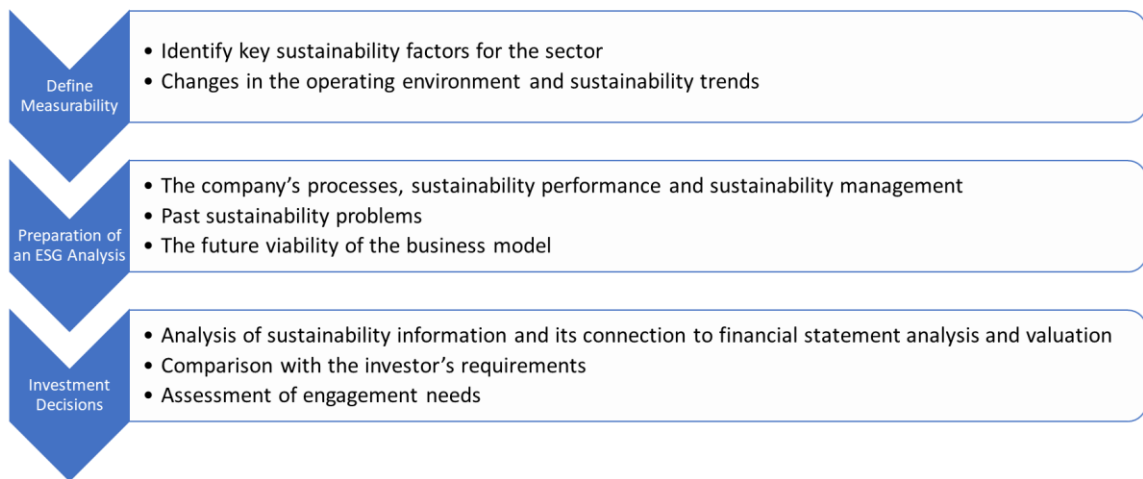 Define
Measurability
• Identify key sustainability factors for the sector
• Changes in the operating environment and sustainability trends
Preparation of
an ESG Analysis
• The company’s processes, sustainability performance and sustainability management
• Past sustainability problems
• The future viability of the business model
Investment
Decisions
• Analysis of sustainability information and its connection to financial statement analysis and valuation
• Comparison with the investor’s requirements
• Assessment of engagement needs